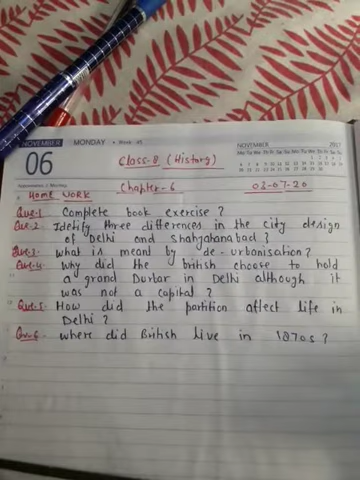 NOVEMBER MONDAY • Week 45 NOVEMBER 2017
06
Class-8 (History)
Chapter-6 03-07-20
HOME WORK
Que-1 Complete book exercise ?
Que-2 Idetify three differences in the city design
of Delhi and Shahjahanabad ?
Que-3 What is meant by de-urbonisation?
Que-4 Why did the british choose to hold
a grand Durbar in Delhi although it
was not a capital ?
Que-5 How did the partition affect life in
Delhi ?
Que-6 where did British live in 1870s ?